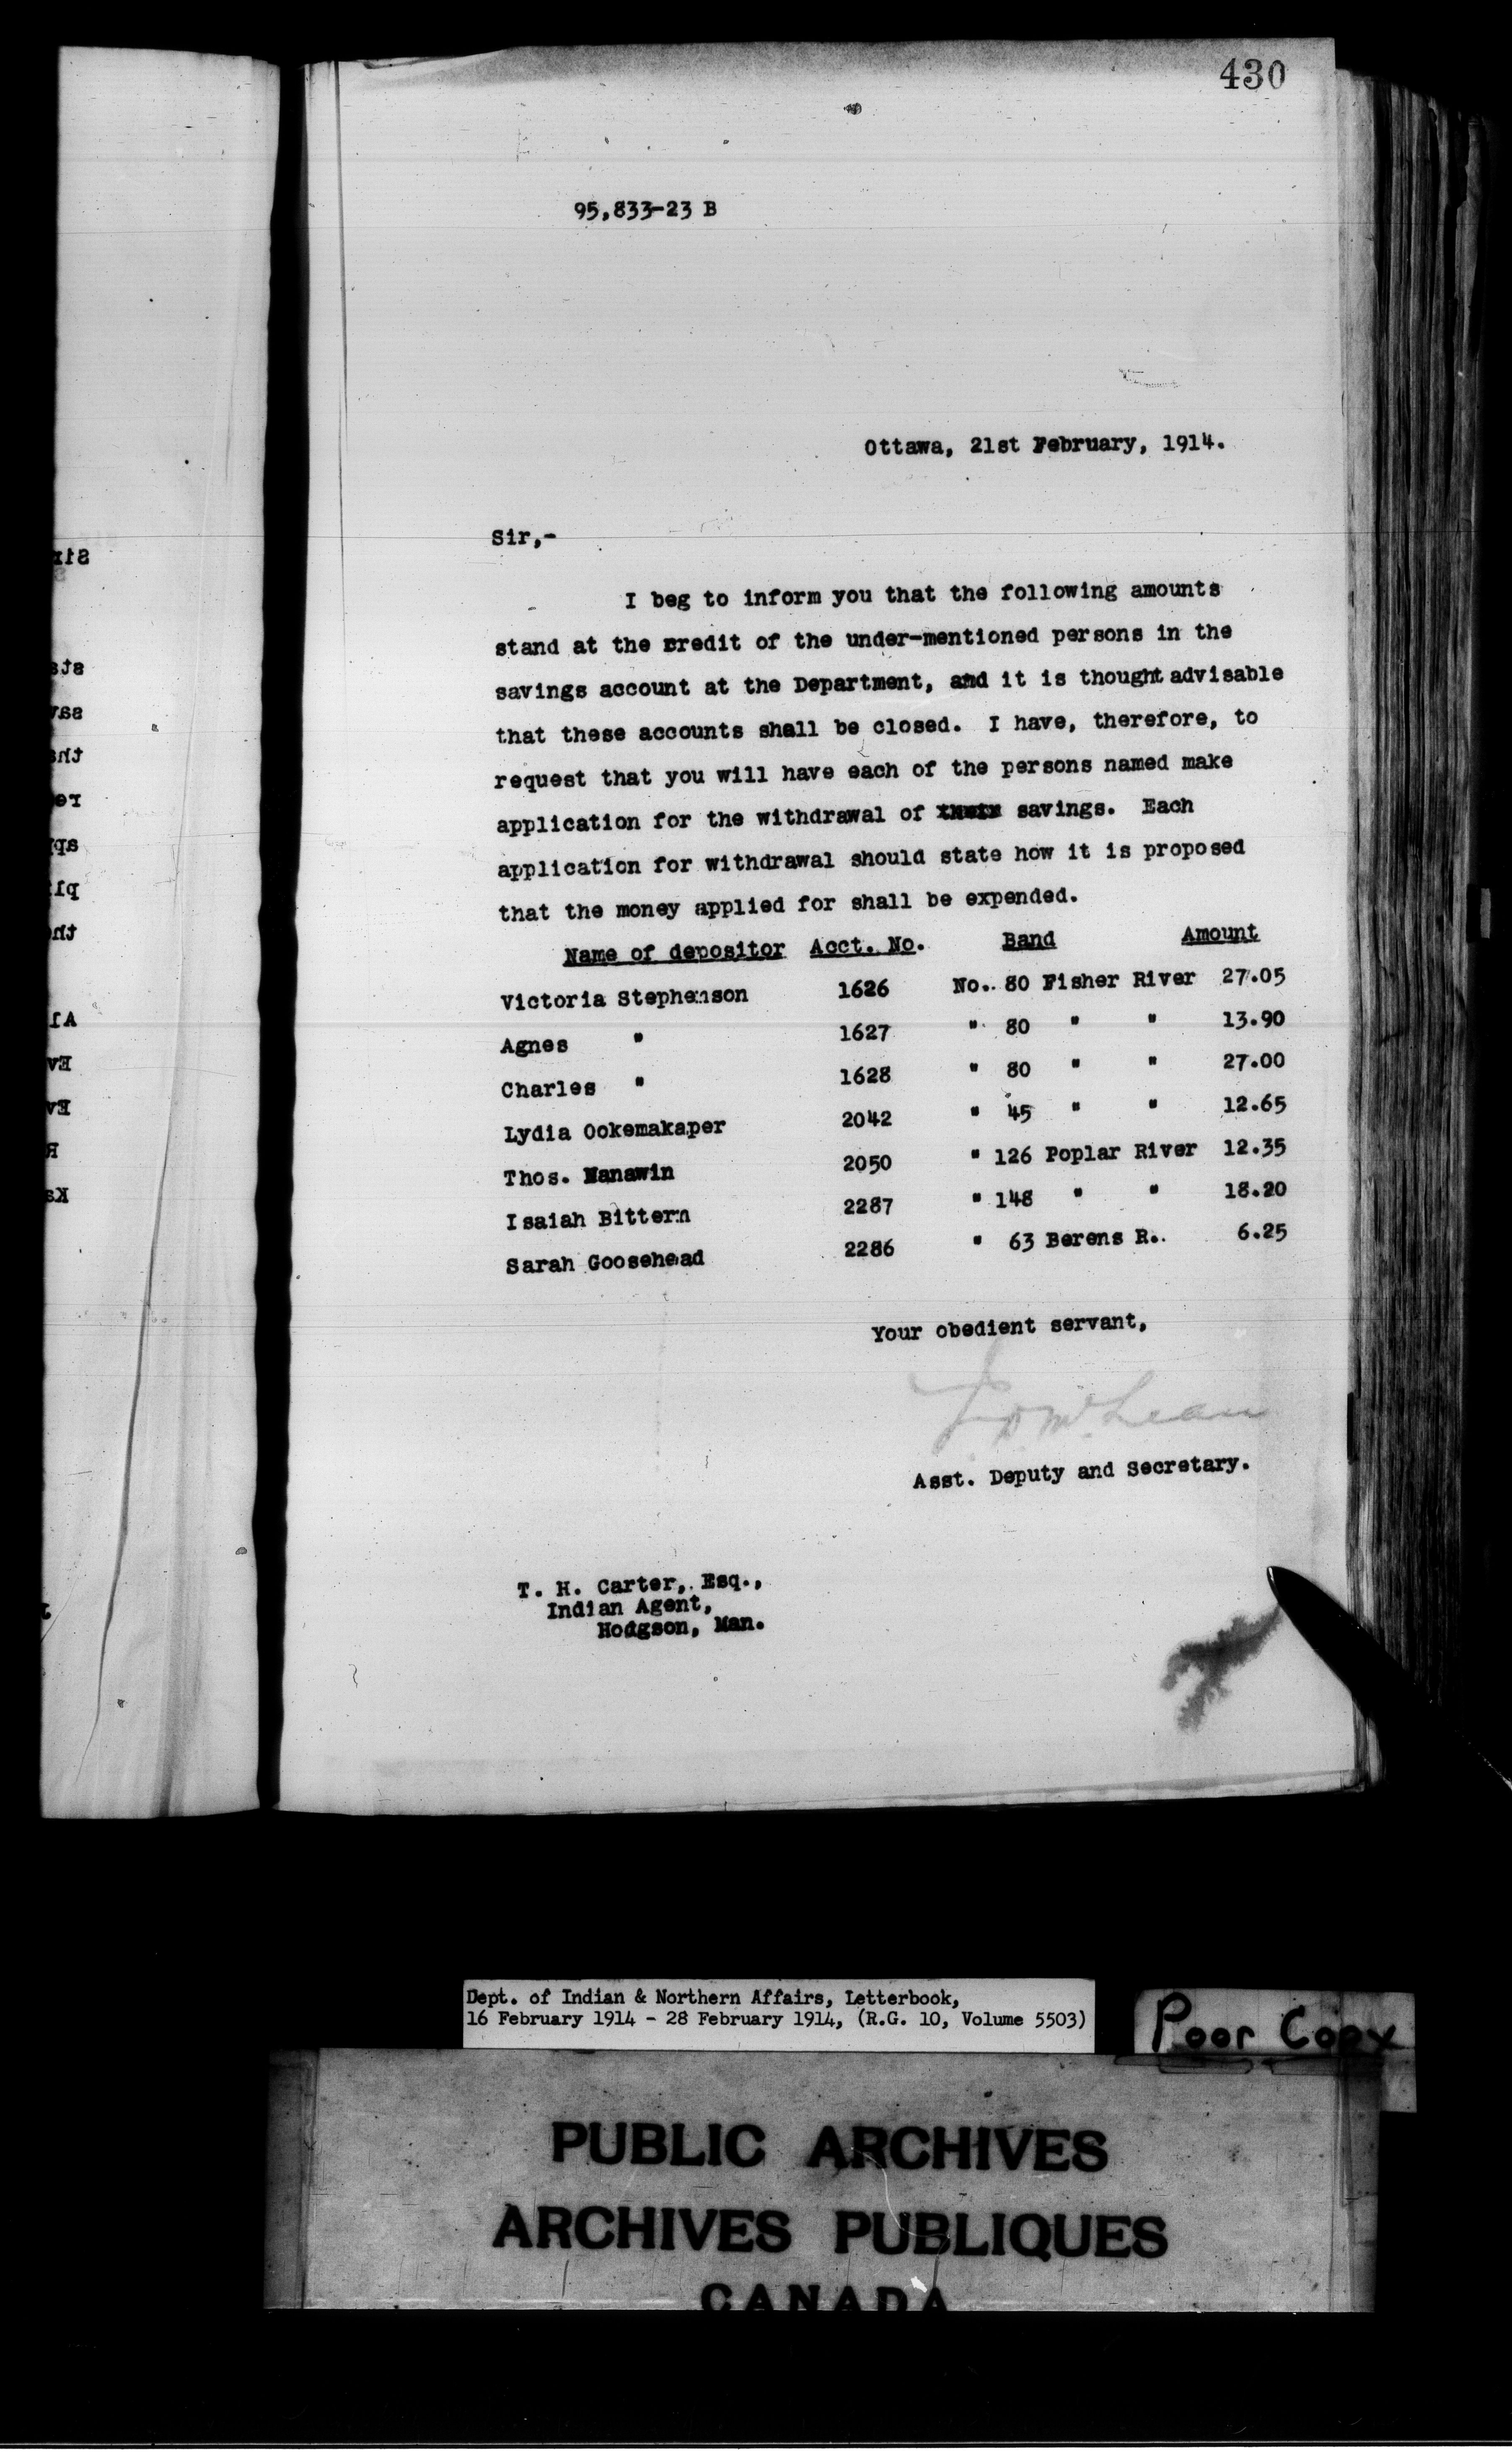 430
95,833-23 B
Ottawa, 21st February, 1914.
Sir,-
I beg to inform you that the following amounts
stand at the credit of the under-mentioned persons in the
savings account at the Department, and it is thought advisable
that these accounts shall be closed. I have, therefore, to
request that you will have each of the persons named make
application for the withdrawal of savings. Each
application for withdrawal should state how it is proposed
that the money applied for shall be expended.
Name of depositor Acct. No. Band Amount
Victoria Stephenson 1626 No. 80 Fisher River 27.05
Agnes " 1627 " 80 " " 13.90
Charles " 1628 " 80 " " 27.00
Lydia Ookemakaper 2042 " 45 " " 12.65
Thos. Nanawin 2050 " 126 Poplar River 12.35
Isaiah Bittern 2287 " 148 " " 18.20
Sarah Goosehead 2286 " 63 Berens R. 6.25
Your obedient servant,
J. D. McLean
Asst. Deputy and Secretary.
T. H. Carter, Esq.,
Indian Agent,
Hodgson, Man.
Dept. of Indian & Northern Affairs, Letterbook,
16 February 1914 - 28 February 1914, (R.G. 10, Volume 5503)
Poor Copy
PUBLIC ARCHIVES
ARCHIVES PUBLIQUES
CANADA